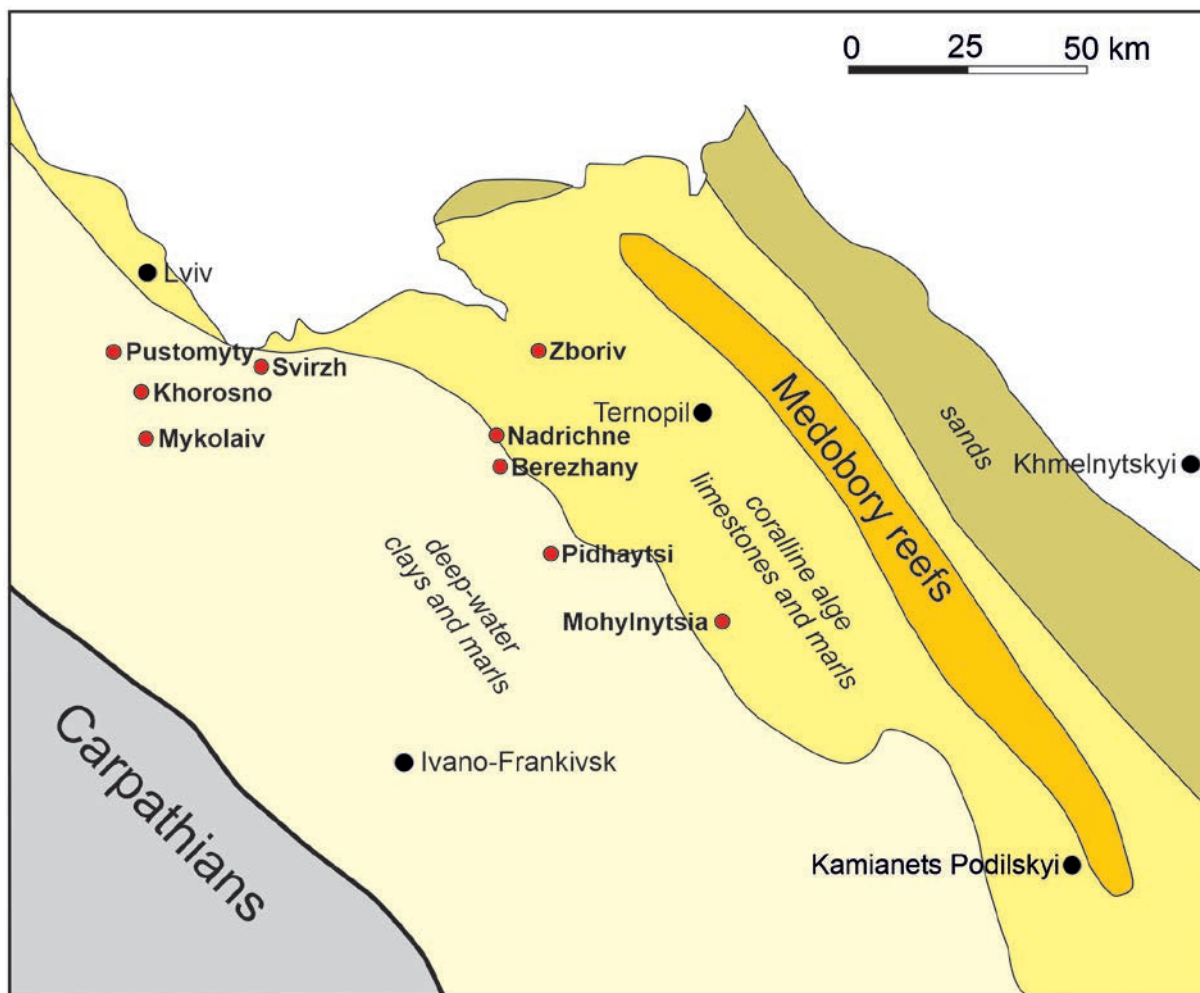 0 25 50 km
Lviv
Pustomyty
Svirzh
Khorosno
Mykolaiv
Zboriv
Ternopil
Nadrichne
Berezhany
Pidhaytsi
Mohylnytsia
deep-water
clays and marls
coralline alge
limestones and marls
Medobory reefs
sands
Khmelnytskyi
Ivano-Frankivsk
Kamianets Podilskyi
Carpathians